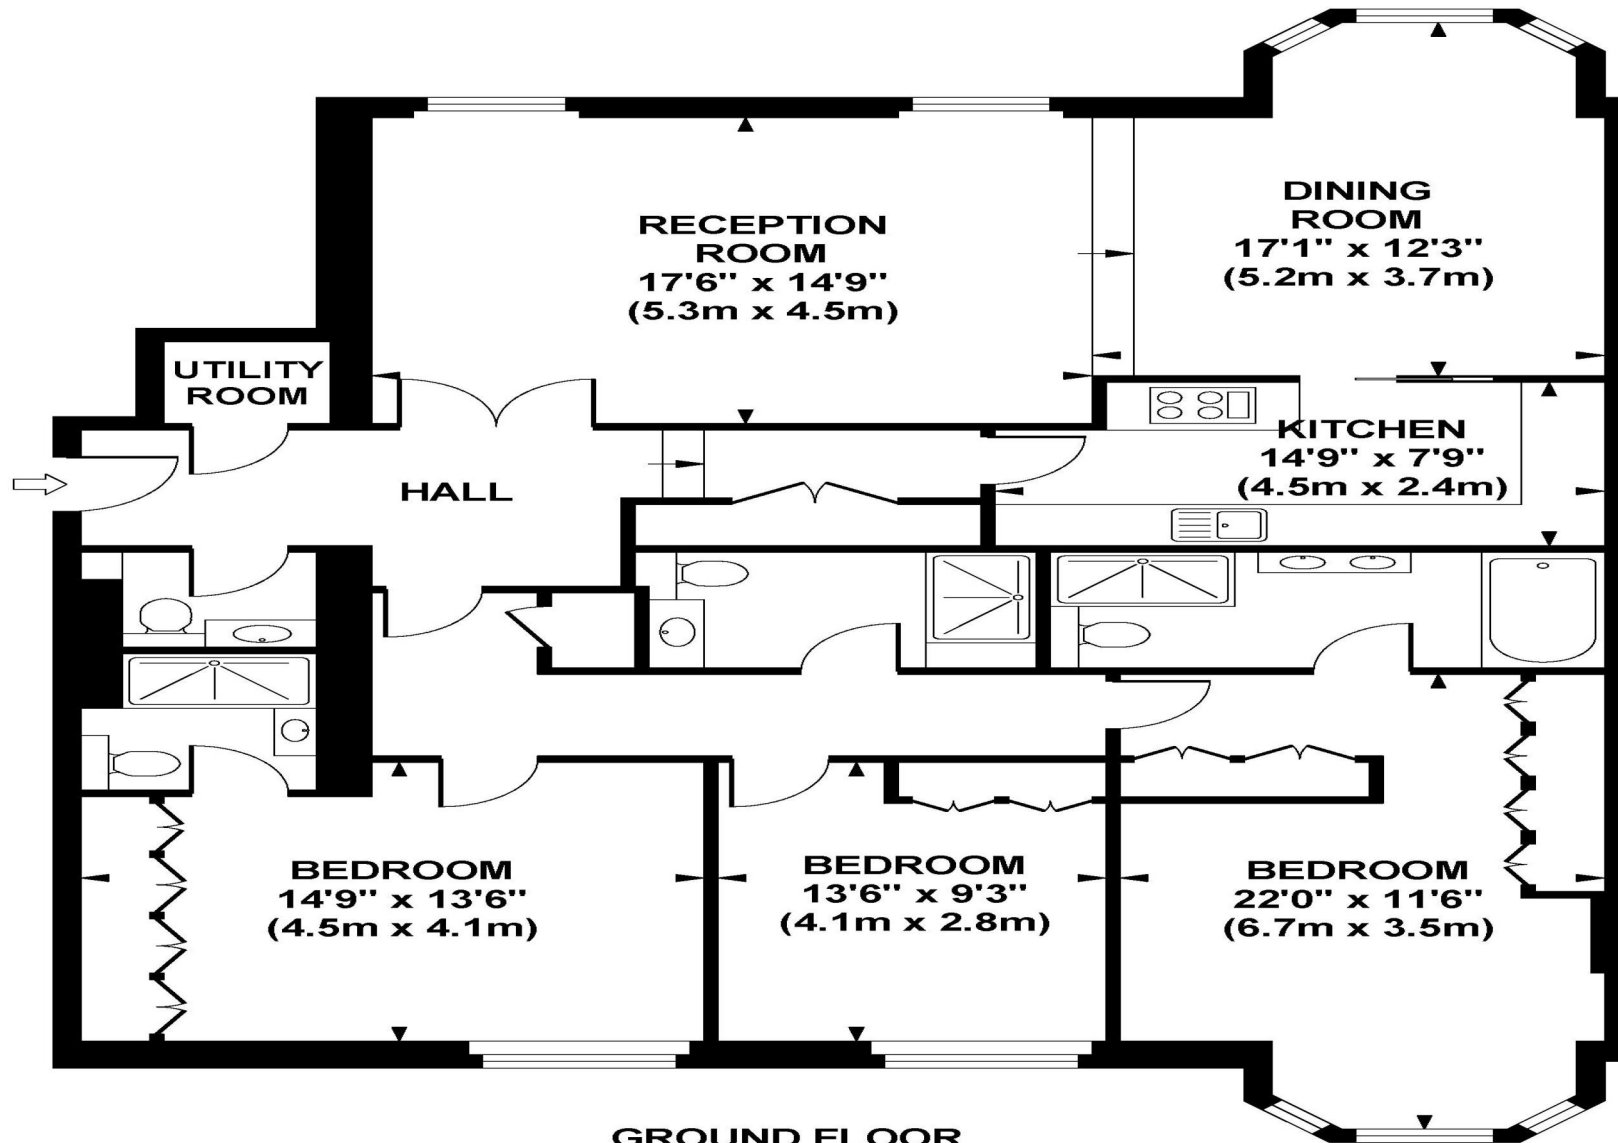 RECEPTION
ROOM
17'6" x 14'9"
(5.3m x 4.5m)
DINING
ROOM
17'1" x 12'3"
(5.2m x 3.7m)
UTILITY
ROOM
KITCHEN
14'9" x 7'9"
(4.5m x 2.4m)
HALL
BEDROOM
14'9" x 13'6"
(4.5m x 4.1m)
BEDROOM
13'6" x 9'3"
(4.1m x 2.8m)
BEDROOM
22'0" x 11'6"
(6.7m x 3.5m)
GROUND FLOOR